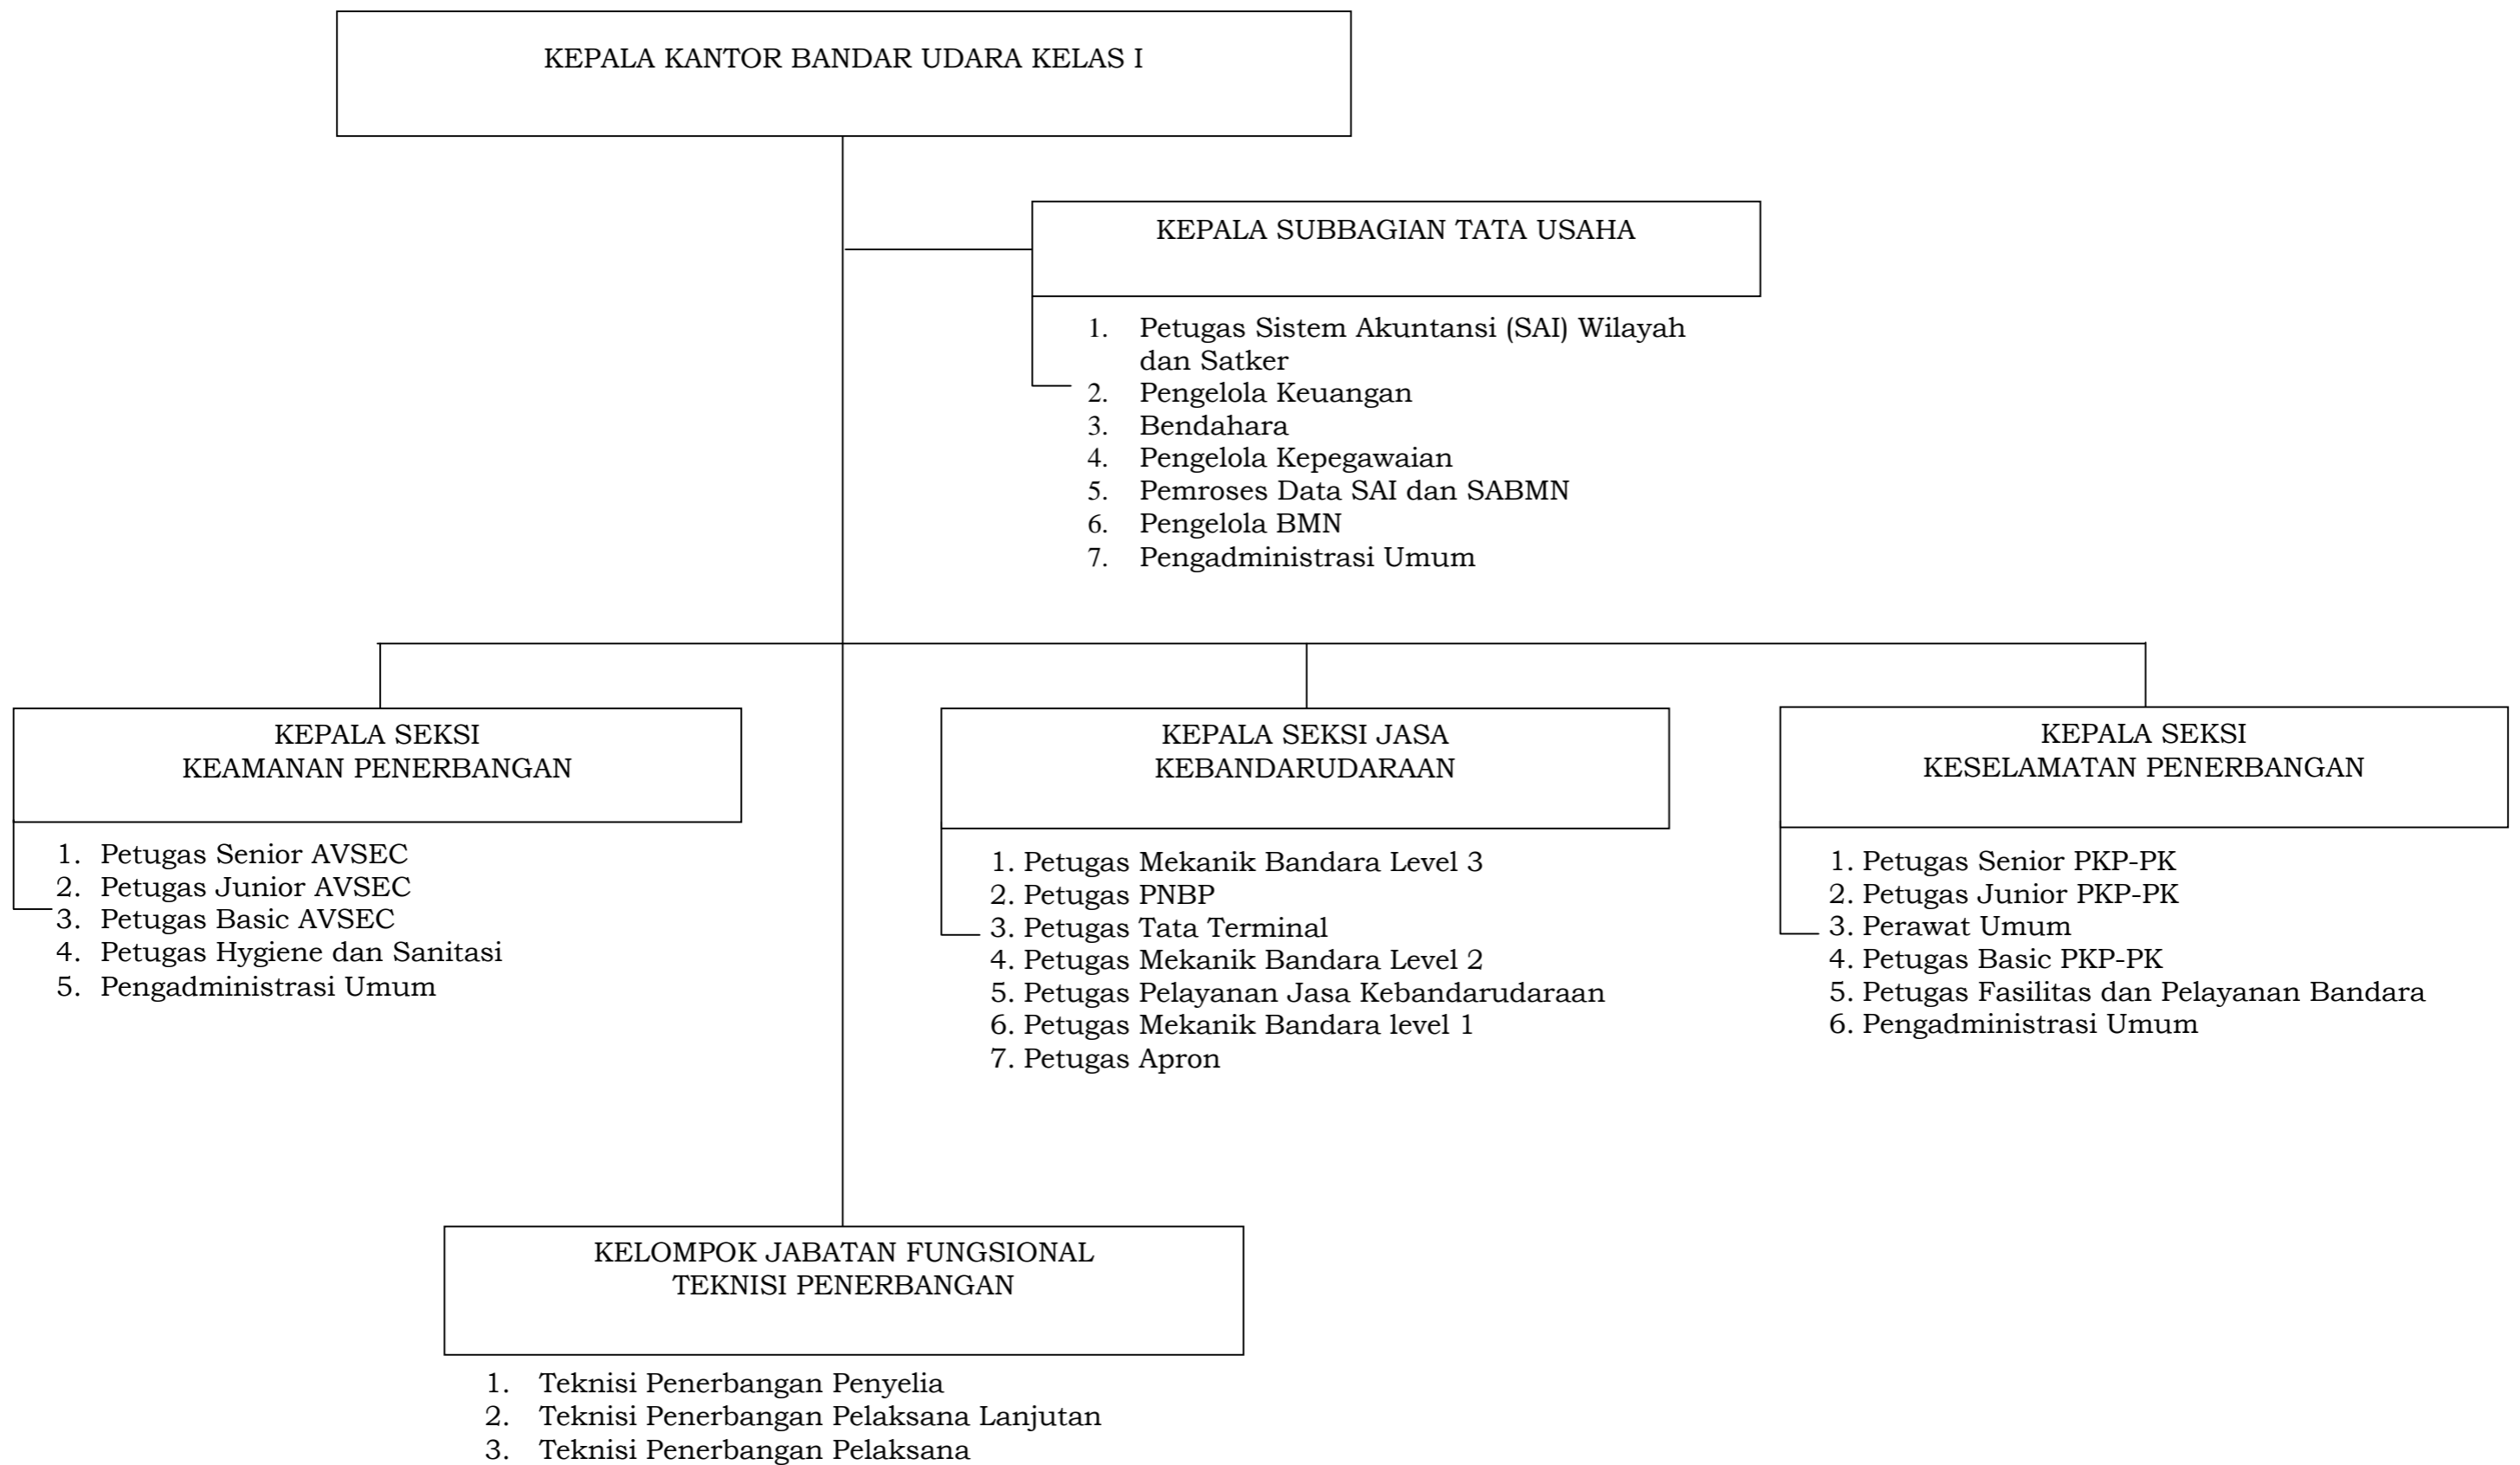 KEPALA KANTOR BANDAR UDARA KELAS I
KEPALA SUBBAGIAN TATA USAHA
1. Petugas Sistem Akuntansi (SAI) Wilayah
dan Satker
2. Pengelola Keuangan
3. Bendahara
4. Pengelola Kepegawaian
5. Pemroses Data SAI dan SABMN
6. Pengelola BMN
7. Pengadministrasi Umum
KEPALA SEKSI
KEAMANAN PENERBANGAN
1. Petugas Senior AVSEC
2. Petugas Junior AVSEC
3. Petugas Basic AVSEC
4. Petugas Hygiene dan Sanitasi
5. Pengadministrasi Umum
KEPALA SEKSI JASA
KEBANDARUDARAAN
1. Petugas Mekanik Bandara Level 3
2. Petugas PNBP
3. Petugas Tata Terminal
4. Petugas Mekanik Bandara Level 2
5. Petugas Pelayanan Jasa Kebandarudaraan
6. Petugas Mekanik Bandara level 1
7. Petugas Apron
KEPALA SEKSI
KESELAMATAN PENERBANGAN
1. Petugas Senior PKP-PK
2. Petugas Junior PKP-PK
3. Perawat Umum
4. Petugas Basic PKP-PK
5. Petugas Fasilitas dan Pelayanan Bandara
6. Pengadministrasi Umum
KELOMPOK JABATAN FUNGSIONAL
TEKNISI PENERBANGAN
1. Teknisi Penerbangan Penyelia
2. Teknisi Penerbangan Pelaksana Lanjutan
3. Teknisi Penerbangan Pelaksana